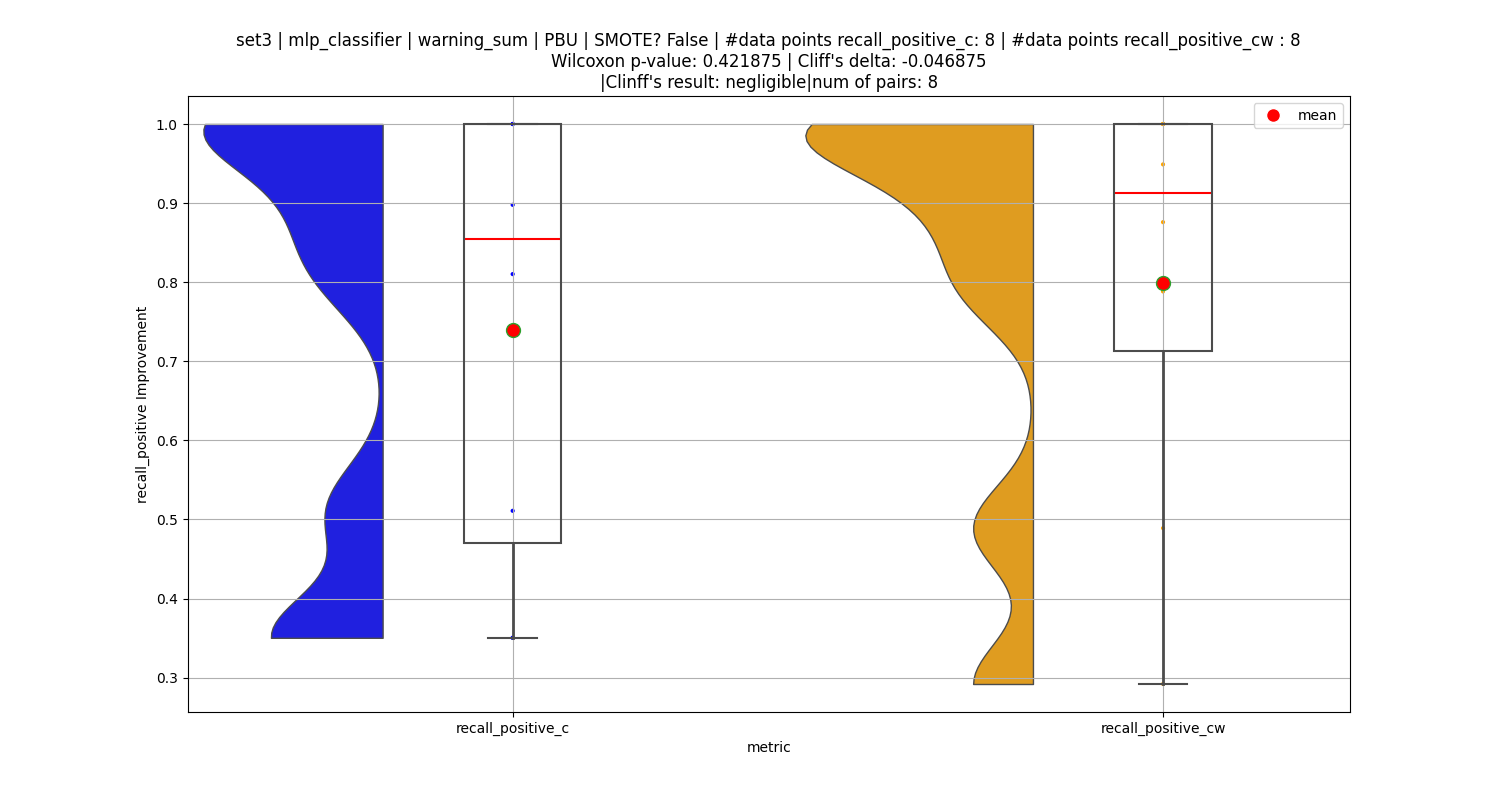 set3 | mlp_classifier | warning_sum | PBU | SMOTE? False | #data points recall_positive_c: 8 | #data points recall_positive_cw : 8
Wilcoxon p-value: 0.421875 | Cliff's delta: -0.046875
|Clinff's result: negligible|num of pairs: 8
mean
1.0
0.9
0.8
0.7
0.6
0.5
0.4
0.3
recall_positive Improvement
recall_positive_c
recall_positive_cw
metric